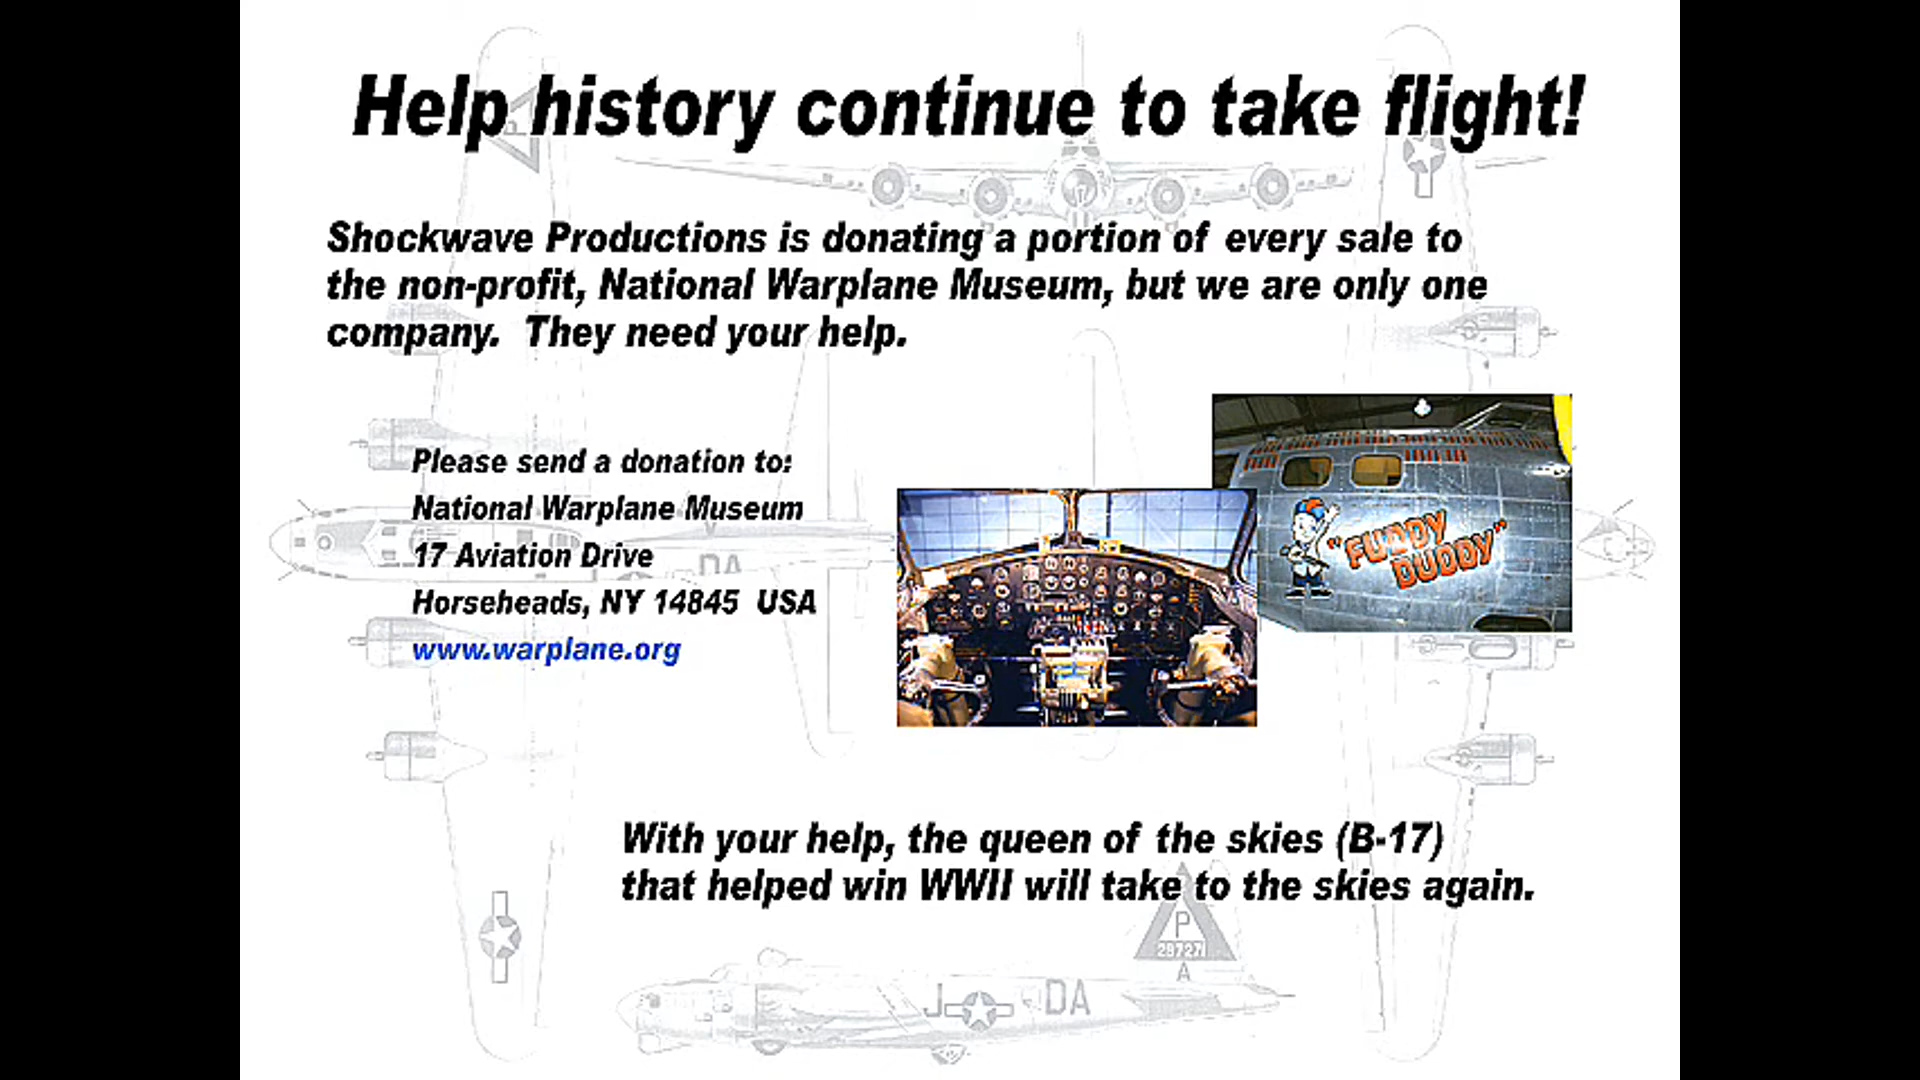 Help history continue to take flight!
Shockwave Productions is donating a portion of every sale to
the non-profit, National Warplane Museum, but we are only one
company.  They need your help.
Please send a donation to:
National Warplane Museum
17 Aviation Drive
Horseheads, NY 14845  USA
www.warplane.org
"FUDDY
DUDDY"
With your help, the queen of the skies (B-17)
that helped win WWII will take to the skies again.
P
297271
A
J DA
DA
P